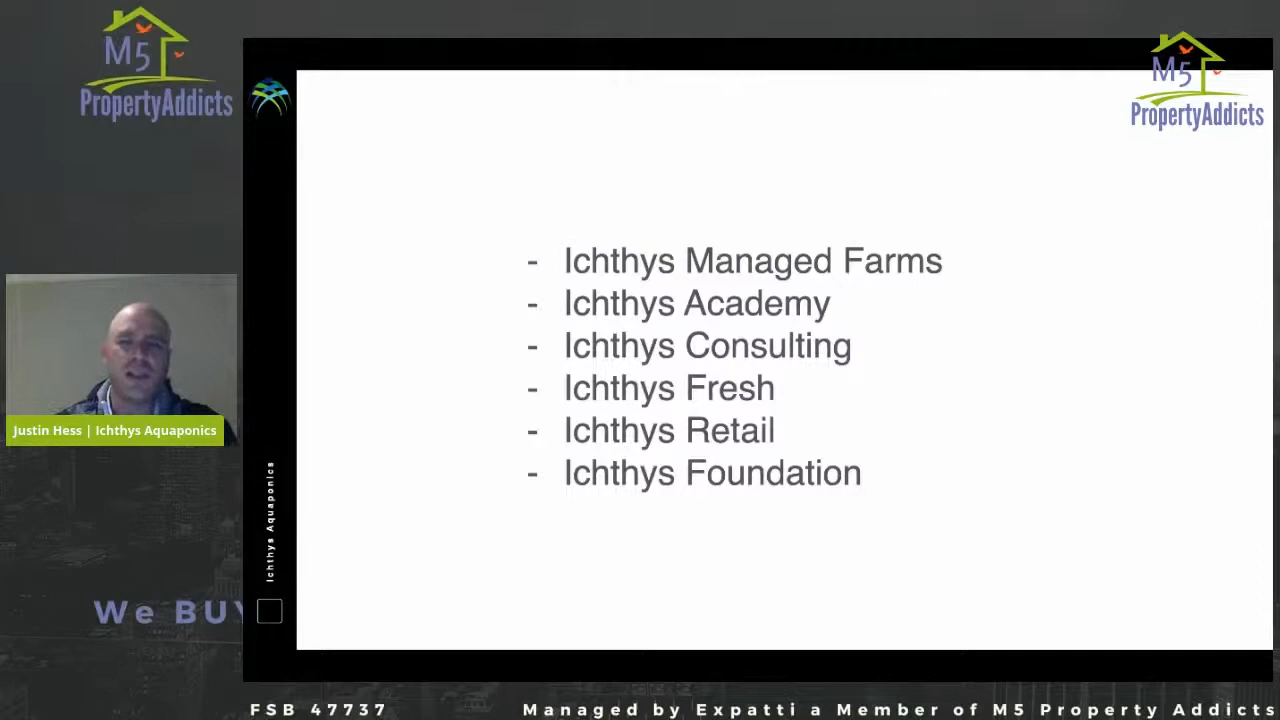 M5
PropertyAddicts
M5
PropertyAddicts
- Ichthys Managed Farms
- Ichthys Academy
- Ichthys Consulting
- Ichthys Fresh
- Ichthys Retail
- Ichthys Foundation
Justin Hess | Ichthys Aquaponics
Ichthys Aquaponics
We BUY
FSB 47737
Managed by Expatti a Member of M5 Property Addicts